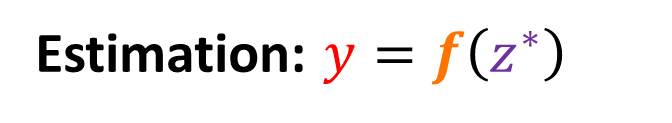 Estimation: y = f(z*)